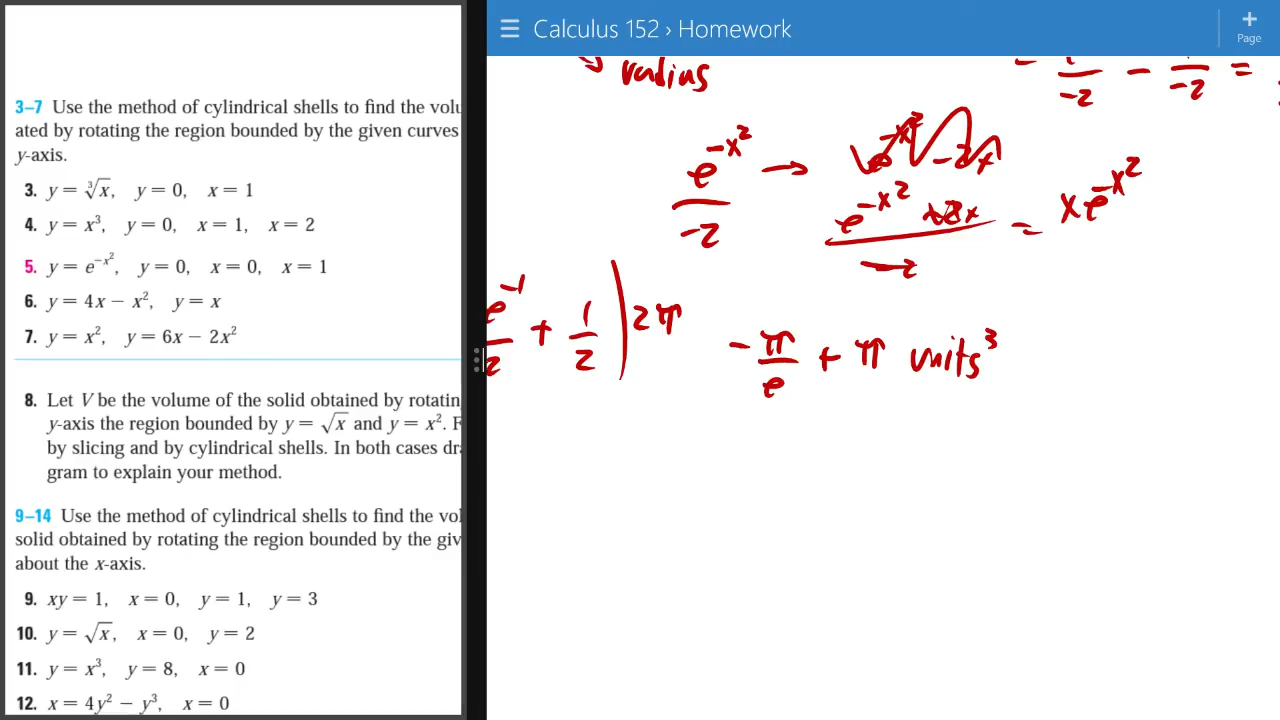 3–7 Use the method of cylindrical shells to find the volu
ated by rotating the region bounded by the given curves
y-axis.
3. y = ∛x, y = 0, x = 1
4. y = x³, y = 0, x = 1, x = 2
5. y = e^(-x²), y = 0, x = 0, x = 1
6. y = 4x − x², y = x
7. y = x², y = 6x − 2x²
8. Let V be the volume of the solid obtained by rotatin
y-axis the region bounded by y = √x and y = x². F
by slicing and by cylindrical shells. In both cases dr
gram to explain your method.
9–14 Use the method of cylindrical shells to find the vol
solid obtained by rotating the region bounded by the giv
about the x-axis.
9. xy = 1, x = 0, y = 1, y = 3
10. y = √x, x = 0, y = 2
11. y = x³, y = 8, x = 0
12. x = 4y² − y³, x = 0
Calculus 152 › Homework
Page
radius
e^(-x²)/-2 → = xe^(-x²)
e^(-1)/2 + 1/2 ) 2π
-π/e + π units³